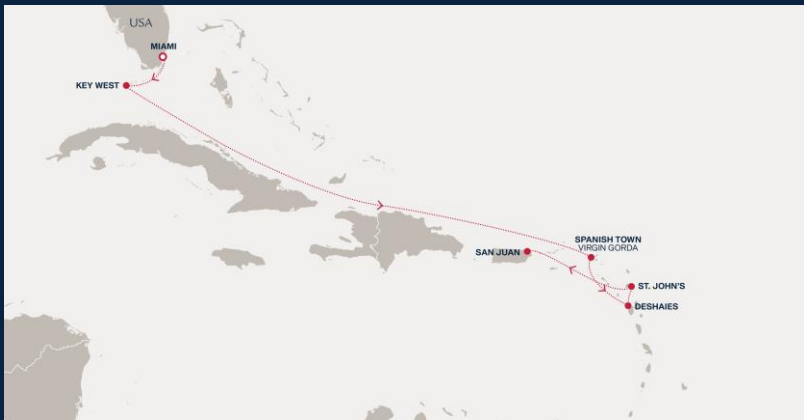 USA
MIAMI
KEY WEST
SPANISH TOWN
VIRGIN GORDA
SAN JUAN
ST. JOHN'S
DESHAIES